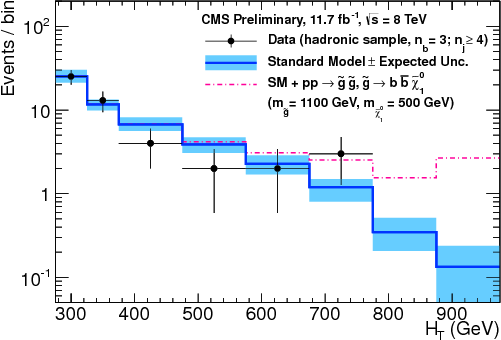 CMS Preliminary, 11.7 fb⁻¹, √s = 8 TeV
Data (hadronic sample, n_b = 3; n_j ≥ 4)
Standard Model ± Expected Unc.
SM + pp → g̃ g̃, g̃ → b b̄ χ̃⁰₁
(m_g̃ = 1100 GeV, m_χ̃⁰₁ = 500 GeV)
Events / bin
10²
10
1
10⁻¹
300 400 500 600 700 800 900
H_T (GeV)